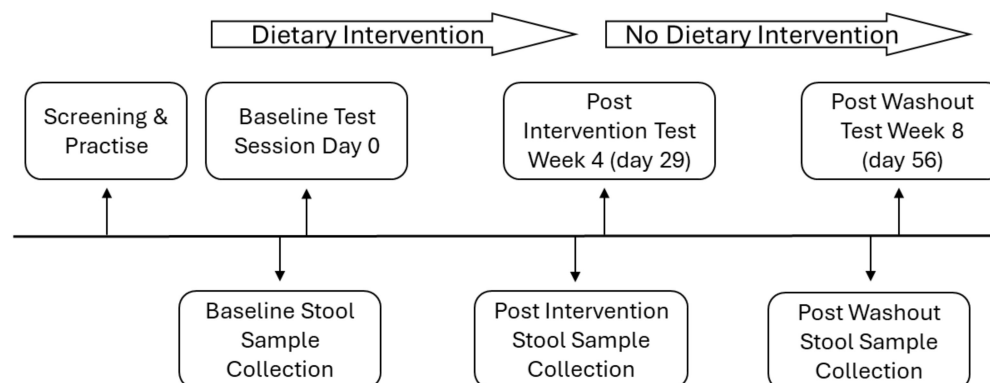 Dietary Intervention
No Dietary Intervention
Screening &
Practise
Baseline Test
Session Day 0
Post
Intervention Test
Week 4 (day 29)
Post Washout
Test Week 8
(day 56)
Baseline Stool
Sample
Collection
Post Intervention
Stool Sample
Collection
Post Washout
Stool Sample
Collection